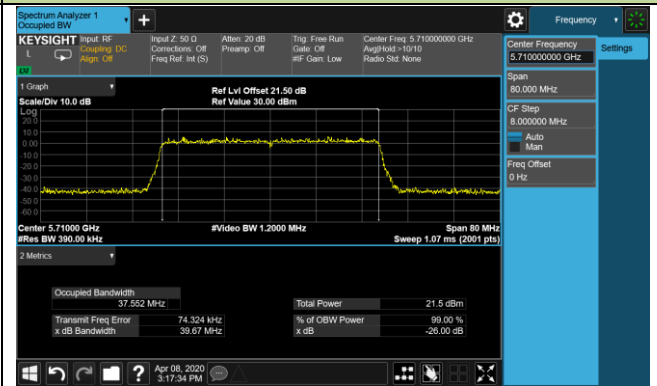 Spectrum Analyzer 1
Occupied BW
+
Frequency
KEYSIGHT
L
Input: RF
Coupling: DC
Align: Off
Input Z: 50 Ω
Corrections: Off
Freq Ref: Int (S)
Atten: 20 dB
Preamp: Off
Trig: Free Run
Gate: Off
#IF Gain: Low
Center Freq: 5.710000000 GHz
Avg|Hold:>10/10
Radio Std: None
Center Frequency
5.710000000 GHz
Settings
Span
80.000 MHz
CF Step
8.000000 MHz
Auto
Man
Freq Offset
0 Hz
1 Graph
Scale/Div 10.0 dB
Ref Lvl Offset 21.50 dB
Ref Value 30.00 dBm
Log
20.0
10.0
0.00
-10.0
-20.0
-30.0
-40.0
-50.0
-60.0
Center 5.71000 GHz
#Res BW 390.00 kHz
#Video BW 1.2000 MHz
Span 80 MHz
Sweep 1.07 ms (2001 pts)
2 Metrics
Occupied Bandwidth
37.552 MHz
Total Power 21.5 dBm
Transmit Freq Error 74.324 kHz
% of OBW Power 99.00 %
x dB Bandwidth 39.67 MHz
x dB -26.00 dB
?
Apr 08, 2020
3:17:34 PM